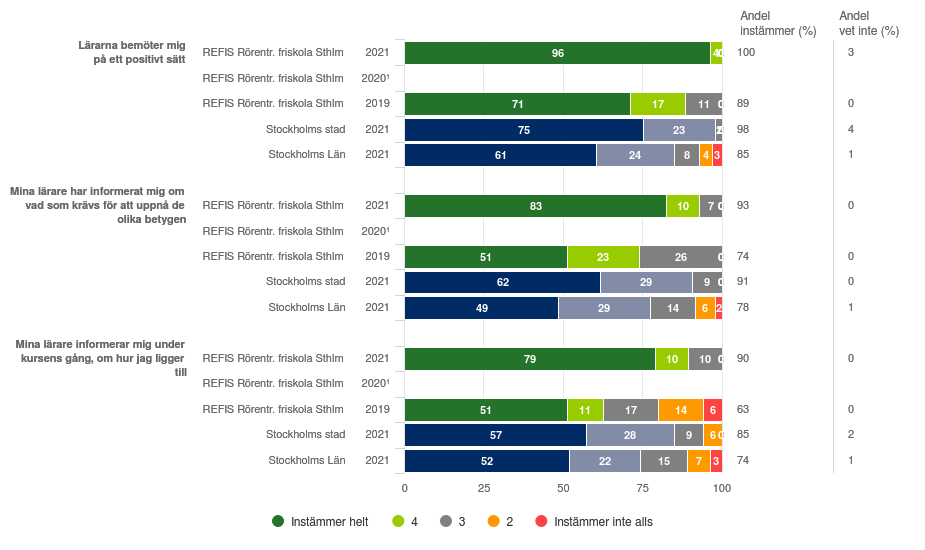 Andel
instämmer (%)
Andel
vet inte (%)
Lärarna bemöter mig
på ett positivt sätt
REFIS Rörentr. friskola Sthlm 2021 96 4 0 100 3
REFIS Rörentr. friskola Sthlm 2020¹
REFIS Rörentr. friskola Sthlm 2019 71 17 11 0 89 0
Stockholms stad 2021 75 23 98 4
Stockholms Län 2021 61 24 8 4 3 85 1
Mina lärare har informerat mig om
vad som krävs för att uppnå de
olika betygen
REFIS Rörentr. friskola Sthlm 2021 83 10 7 0 93 0
REFIS Rörentr. friskola Sthlm 2020¹
REFIS Rörentr. friskola Sthlm 2019 51 23 26 0 74 0
Stockholms stad 2021 62 29 9 0 91 0
Stockholms Län 2021 49 29 14 6 2 78 1
Mina lärare informerar mig under
kursens gång, om hur jag ligger
till
REFIS Rörentr. friskola Sthlm 2021 79 10 10 0 90 0
REFIS Rörentr. friskola Sthlm 2020¹
REFIS Rörentr. friskola Sthlm 2019 51 11 17 14 6 63 0
Stockholms stad 2021 57 28 9 6 0 85 2
Stockholms Län 2021 52 22 15 7 3 74 1
0 25 50 75 100
Instämmer helt 4 3 2 Instämmer inte alls